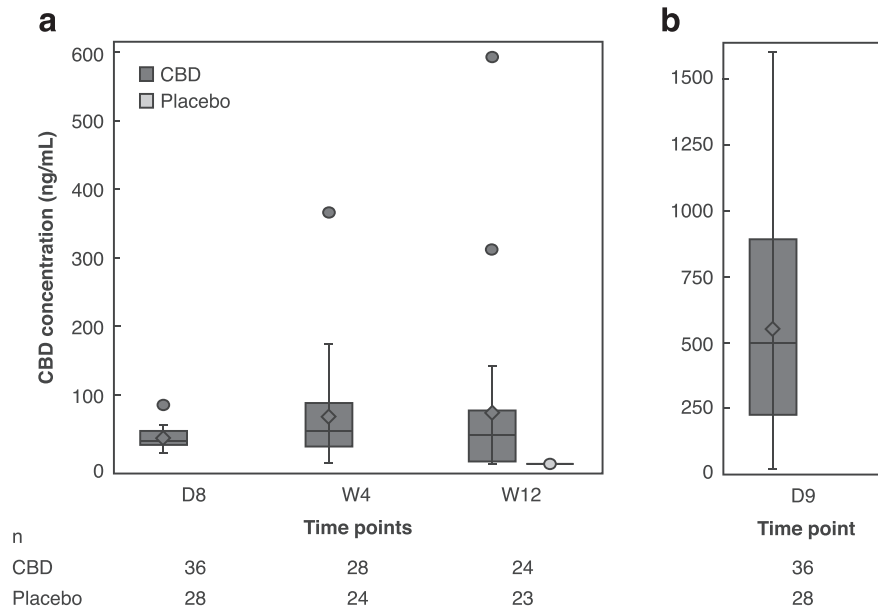 a
b
CBD concentration (ng/mL)
600
500
400
300
200
100
0
CBD
Placebo
D8 W4 W12
Time points
1500
1250
1000
750
500
250
0
D9
Time point
n
CBD 36 28 24 36
Placebo 28 24 23 28